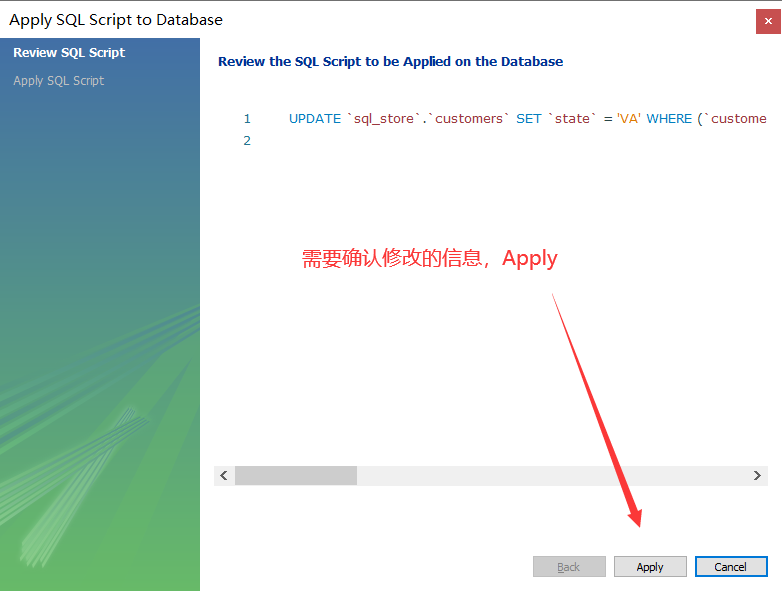 Apply SQL Script to Database
Review SQL Script
Apply SQL Script
Review the SQL Script to be Applied on the Database
1 UPDATE `sql_store`.`customers` SET `state` = 'VA' WHERE (`custome
2
需要确认修改的信息，Apply
Back Apply Cancel